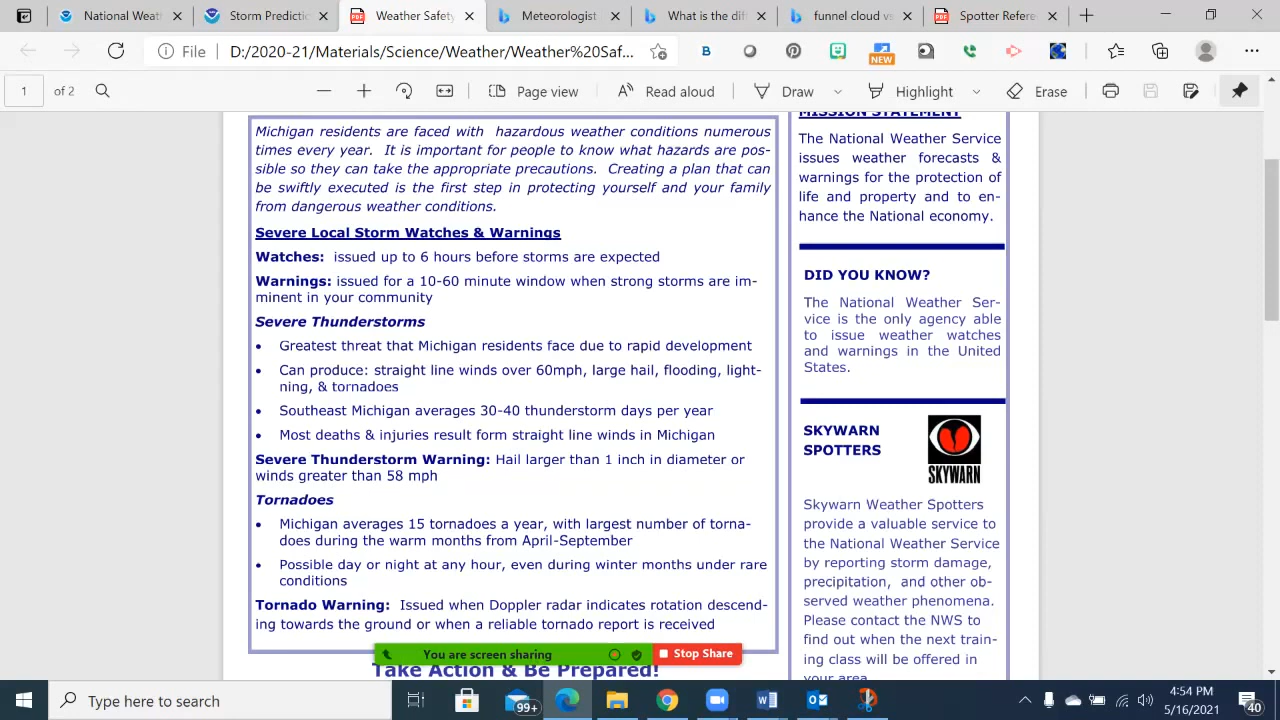 National Weat
Storm
Safety Storm
Meteorologist
What is the diff
funnel cloud vs
Safety Spot
Spotter Refere
File
D:/2020-21/Materials/Science/Weather/Weather%20Saf...
NEW
1 of 2
Page view
Read aloud
Draw
Highlight
Erase
Michigan residents are faced with hazardous weather conditions numerous
times every year. It is important for people to know what hazards are pos-
sible so they can take the appropriate precautions. Creating a plan that can
be swiftly executed is the first step in protecting yourself and your family
from dangerous weather conditions.
Severe Local Storm Watches & Warnings
Watches: issued up to 6 hours before storms are expected
Warnings: issued for a 10-60 minute window when strong storms are im-
minent in your community
Severe Thunderstorms
• Greatest threat that Michigan residents face due to rapid development
• Can produce: straight line winds over 60mph, large hail, flooding, light-
ning, & tornadoes
• Southeast Michigan averages 30-40 thunderstorm days per year
• Most deaths & injuries result form straight line winds in Michigan
Severe Thunderstorm Warning: Hail larger than 1 inch in diameter or
winds greater than 58 mph
Tornadoes
• Michigan averages 15 tornadoes a year, with largest number of torna-
does during the warm months from April-September
• Possible day or night at any hour, even during winter months under rare
conditions
Tornado Warning: Issued when Doppler radar indicates rotation descend-
ing towards the ground or when a reliable tornado report is received
Take Action & Be Prepared!
MISSION STATEMENT
The National Weather Service
issues weather forecasts &
warnings for the protection of
life and property and to en-
hance the National economy.
DID YOU KNOW?
The National Weather Ser-
vice is the only agency able
to issue weather watches
and warnings in the United
States.
SKYWARN
SPOTTERS
SKYWARN
Skywarn Weather Spotters
provide a valuable service to
the National Weather Service
by reporting storm damage,
precipitation, and other ob-
served weather phenomena.
Please contact the NWS to
find out when the next train-
ing class will be offered in
your area
You are screen sharing
Stop Share
Type here to search
99+
4:54 PM
5/16/2021
40